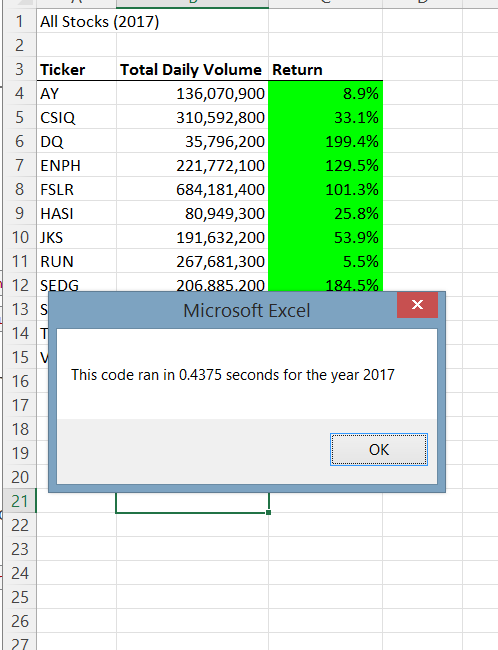 1 All Stocks (2017)
2
3 Ticker Total Daily Volume Return
4 AY 136,070,900 8.9%
5 CSIQ 310,592,800 33.1%
6 DQ 35,796,200 199.4%
7 ENPH 221,772,100 129.5%
8 FSLR 684,181,400 101.3%
9 HASI 80,949,300 25.8%
10 JKS 191,632,200 53.9%
11 RUN 267,681,300 5.5%
12 SEDG 206,885,200 184.5%
13 S
14 T
15 V
Microsoft Excel
This code ran in 0.4375 seconds for the year 2017
OK
16
17
18
19
20
21
22
23
24
25
26
27